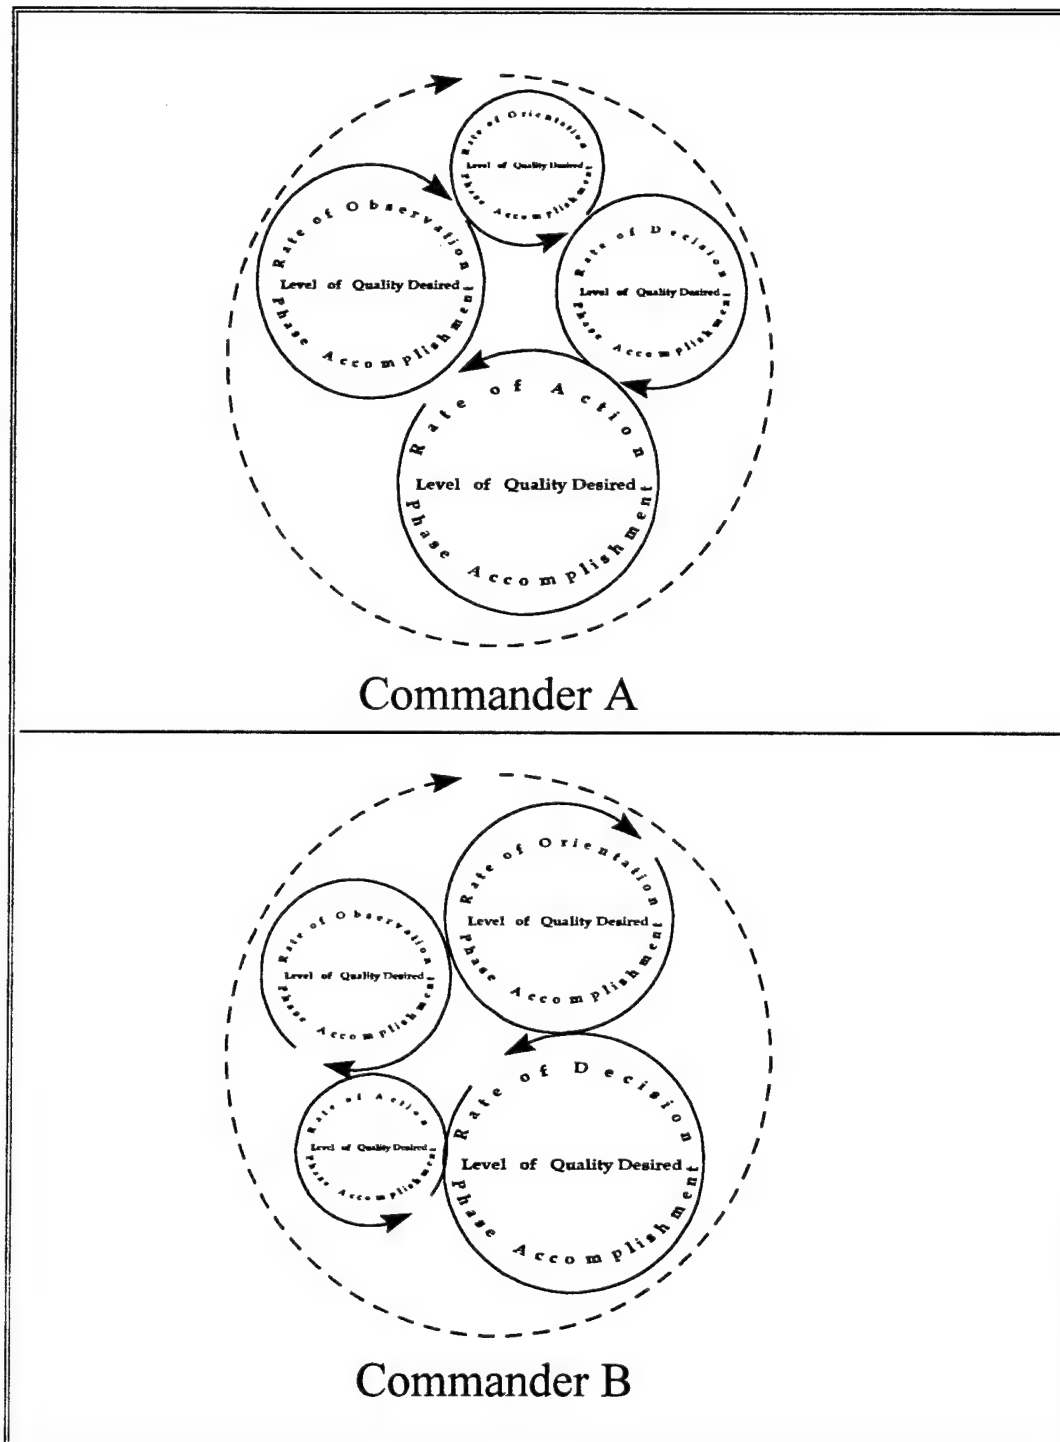 Rate of Orientation
Level of Quality Desired
Phase Accomplishment
Rate of Observation
Level of Quality Desired
Phase Accomplishment
Rate of Decision
Level of Quality Desired
Phase Accomplishment
Rate of Action
Level of Quality Desired
Phase Accomplishment
Commander A
Rate of Orientation
Level of Quality Desired
Phase Accomplishment
Rate of Observation
Level of Quality Desired
Phase Accomplishment
Rate of Decision
Level of Quality Desired
Phase Accomplishment
Rate of Action
Level of Quality Desired
Phase Accomplishment
Commander B